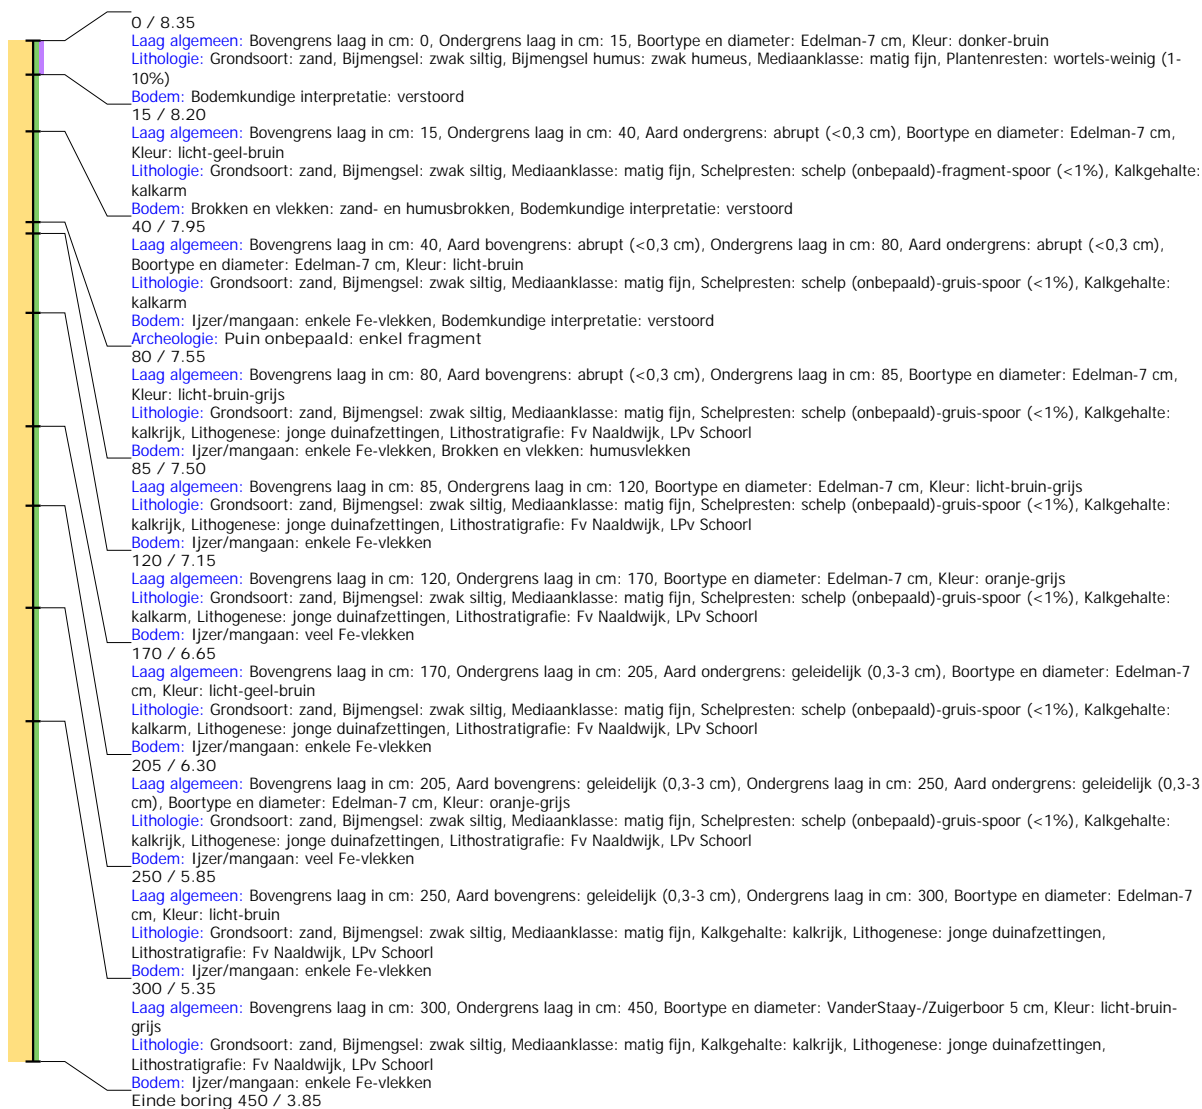 0 / 8.35
Laag algemeen: Bovengrens laag in cm: 0, Ondergrens laag in cm: 15, Boortype en diameter: Edelman-7 cm, Kleur: donker-bruin
Lithologie: Grondsoort: zand, Bijmengsel: zwak siltig, Bijmengsel humus: zwak humeus, Mediaanklasse: matig fijn, Plantenresten: wortels-weinig (1-
10%)
Bodem: Bodemkundige interpretatie: verstoord
15 / 8.20
Laag algemeen: Bovengrens laag in cm: 15, Ondergrens laag in cm: 40, Aard ondergrens: abrupt (<0,3 cm), Boortype en diameter: Edelman-7 cm,
Kleur: licht-geel-bruin
Lithologie: Grondsoort: zand, Bijmengsel: zwak siltig, Mediaanklasse: matig fijn, Schelpresten: schelp (onbepaald)-fragment-spoor (<1%), Kalkgehalte:
kalkarm
Bodem: Brokken en vlekken: zand- en humusbrokken, Bodemkundige interpretatie: verstoord
40 / 7.95
Laag algemeen: Bovengrens laag in cm: 40, Aard bovengrens: abrupt (<0,3 cm), Ondergrens laag in cm: 80, Aard ondergrens: abrupt (<0,3 cm),
Boortype en diameter: Edelman-7 cm, Kleur: licht-bruin
Lithologie: Grondsoort: zand, Bijmengsel: zwak siltig, Mediaanklasse: matig fijn, Schelpresten: schelp (onbepaald)-gruis-spoor (<1%), Kalkgehalte:
kalkarm
Bodem: Ijzer/mangaan: enkele Fe-vlekken, Bodemkundige interpretatie: verstoord
Archeologie: Puin onbepaald: enkel fragment
80 / 7.55
Laag algemeen: Bovengrens laag in cm: 80, Aard bovengrens: abrupt (<0,3 cm), Ondergrens laag in cm: 85, Boortype en diameter: Edelman-7 cm,
Kleur: licht-bruin-grijs
Lithologie: Grondsoort: zand, Bijmengsel: zwak siltig, Mediaanklasse: matig fijn, Schelpresten: schelp (onbepaald)-gruis-spoor (<1%), Kalkgehalte:
kalkrijk, Lithogenese: jonge duinafzettingen, Lithostratigrafie: Fv Naaldwijk, LPv Schoorl
Bodem: Ijzer/mangaan: enkele Fe-vlekken, Brokken en vlekken: humusvlekken
85 / 7.50
Laag algemeen: Bovengrens laag in cm: 85, Ondergrens laag in cm: 120, Boortype en diameter: Edelman-7 cm, Kleur: licht-bruin-grijs
Lithologie: Grondsoort: zand, Bijmengsel: zwak siltig, Mediaanklasse: matig fijn, Schelpresten: schelp (onbepaald)-gruis-spoor (<1%), Kalkgehalte:
kalkrijk, Lithogenese: jonge duinafzettingen, Lithostratigrafie: Fv Naaldwijk, LPv Schoorl
Bodem: Ijzer/mangaan: enkele Fe-vlekken
120 / 7.15
Laag algemeen: Bovengrens laag in cm: 120, Ondergrens laag in cm: 170, Boortype en diameter: Edelman-7 cm, Kleur: oranje-grijs
Lithologie: Grondsoort: zand, Bijmengsel: zwak siltig, Mediaanklasse: matig fijn, Schelpresten: schelp (onbepaald)-gruis-spoor (<1%), Kalkgehalte:
kalkarm, Lithogenese: jonge duinafzettingen, Lithostratigrafie: Fv Naaldwijk, LPv Schoorl
Bodem: Ijzer/mangaan: veel Fe-vlekken
170 / 6.65
Laag algemeen: Bovengrens laag in cm: 170, Ondergrens laag in cm: 205, Aard ondergrens: geleidelijk (0,3-3 cm), Boortype en diameter: Edelman-7
cm, Kleur: licht-geel-bruin
Lithologie: Grondsoort: zand, Bijmengsel: zwak siltig, Mediaanklasse: matig fijn, Schelpresten: schelp (onbepaald)-gruis-spoor (<1%), Kalkgehalte:
kalkarm, Lithogenese: jonge duinafzettingen, Lithostratigrafie: Fv Naaldwijk, LPv Schoorl
Bodem: Ijzer/mangaan: enkele Fe-vlekken
205 / 6.30
Laag algemeen: Bovengrens laag in cm: 205, Aard bovengrens: geleidelijk (0,3-3 cm), Ondergrens laag in cm: 250, Aard ondergrens: geleidelijk (0,3-3
cm), Boortype en diameter: Edelman-7 cm, Kleur: oranje-grijs
Lithologie: Grondsoort: zand, Bijmengsel: zwak siltig, Mediaanklasse: matig fijn, Schelpresten: schelp (onbepaald)-gruis-spoor (<1%), Kalkgehalte:
kalkrijk, Lithogenese: jonge duinafzettingen, Lithostratigrafie: Fv Naaldwijk, LPv Schoorl
Bodem: Ijzer/mangaan: veel Fe-vlekken
250 / 5.85
Laag algemeen: Bovengrens laag in cm: 250, Aard bovengrens: geleidelijk (0,3-3 cm), Ondergrens laag in cm: 300, Boortype en diameter: Edelman-7
cm, Kleur: licht-bruin
Lithologie: Grondsoort: zand, Bijmengsel: zwak siltig, Mediaanklasse: matig fijn, Kalkgehalte: kalkrijk, Lithogenese: jonge duinafzettingen,
Lithostratigrafie: Fv Naaldwijk, LPv Schoorl
Bodem: Ijzer/mangaan: enkele Fe-vlekken
300 / 5.35
Laag algemeen: Bovengrens laag in cm: 300, Ondergrens laag in cm: 450, Boortype en diameter: VanderStaay-/Zuigerboor 5 cm, Kleur: licht-bruin-
grijs
Lithologie: Grondsoort: zand, Bijmengsel: zwak siltig, Mediaanklasse: matig fijn, Kalkgehalte: kalkrijk, Lithogenese: jonge duinafzettingen,
Lithostratigrafie: Fv Naaldwijk, LPv Schoorl
Bodem: Ijzer/mangaan: enkele Fe-vlekken
Einde boring 450 / 3.85